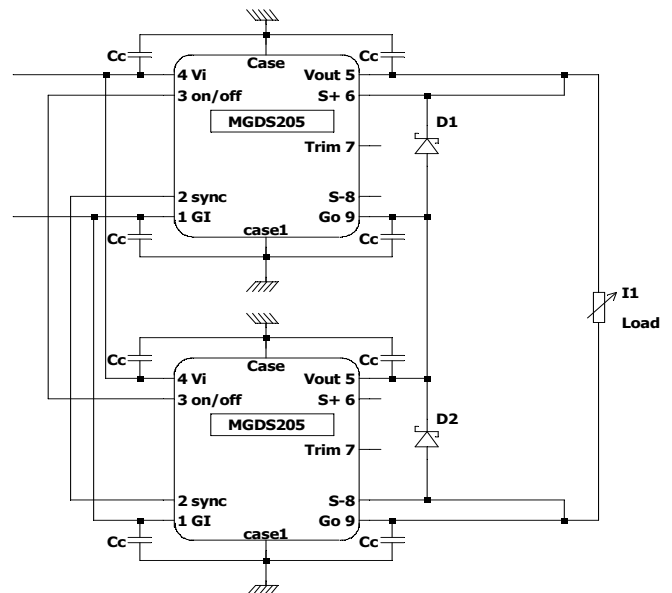 Cc
Cc
Case
4 Vi
Vout 5
3 on/off
S+ 6
MGDS205
D1
Trim 7
2 sync
S-8
1 GI
Go 9
Cc
Cc
case1
I1
Load
Cc
Cc
Case
4 Vi
Vout 5
3 on/off
S+ 6
MGDS205
D2
Trim 7
2 sync
S-8
1 GI
Go 9
Cc
Cc
case1